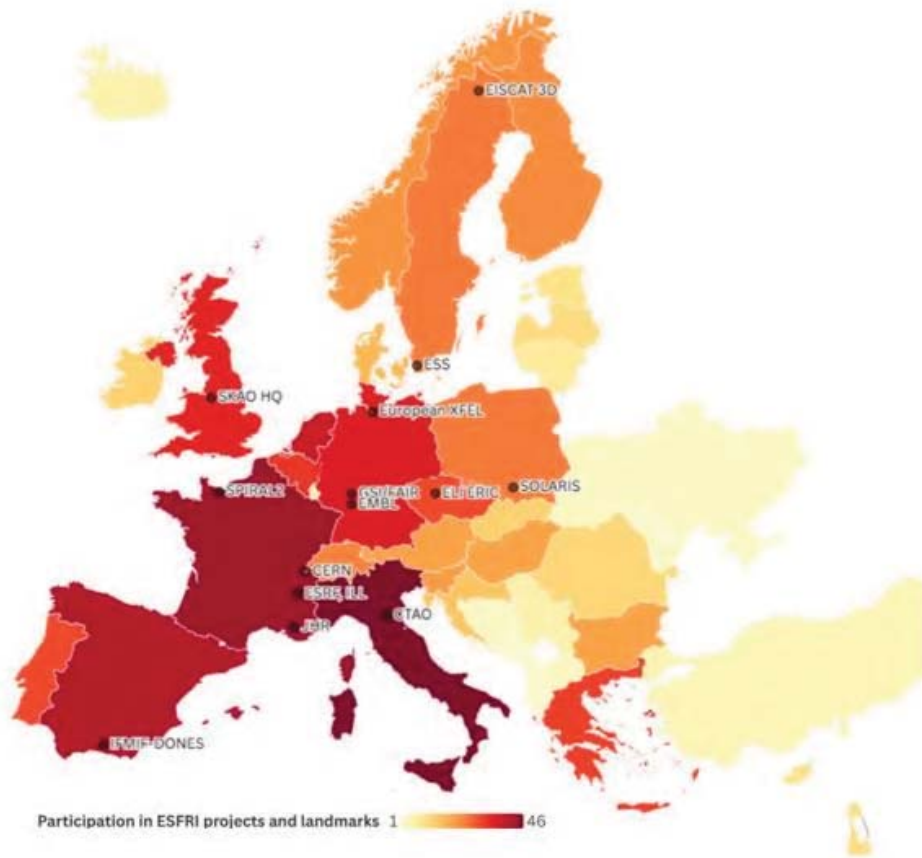 EISCAT 3D
ESS
SKAO HQ
European XFEL
SPIRAL2
GSI/FAIR
ELI ERIC
SOLARIS
EMBL
CERN
ESRF, ILL
JHR
CTAO
IFMIF-DONES
Participation in ESFRI projects and landmarks 1 46